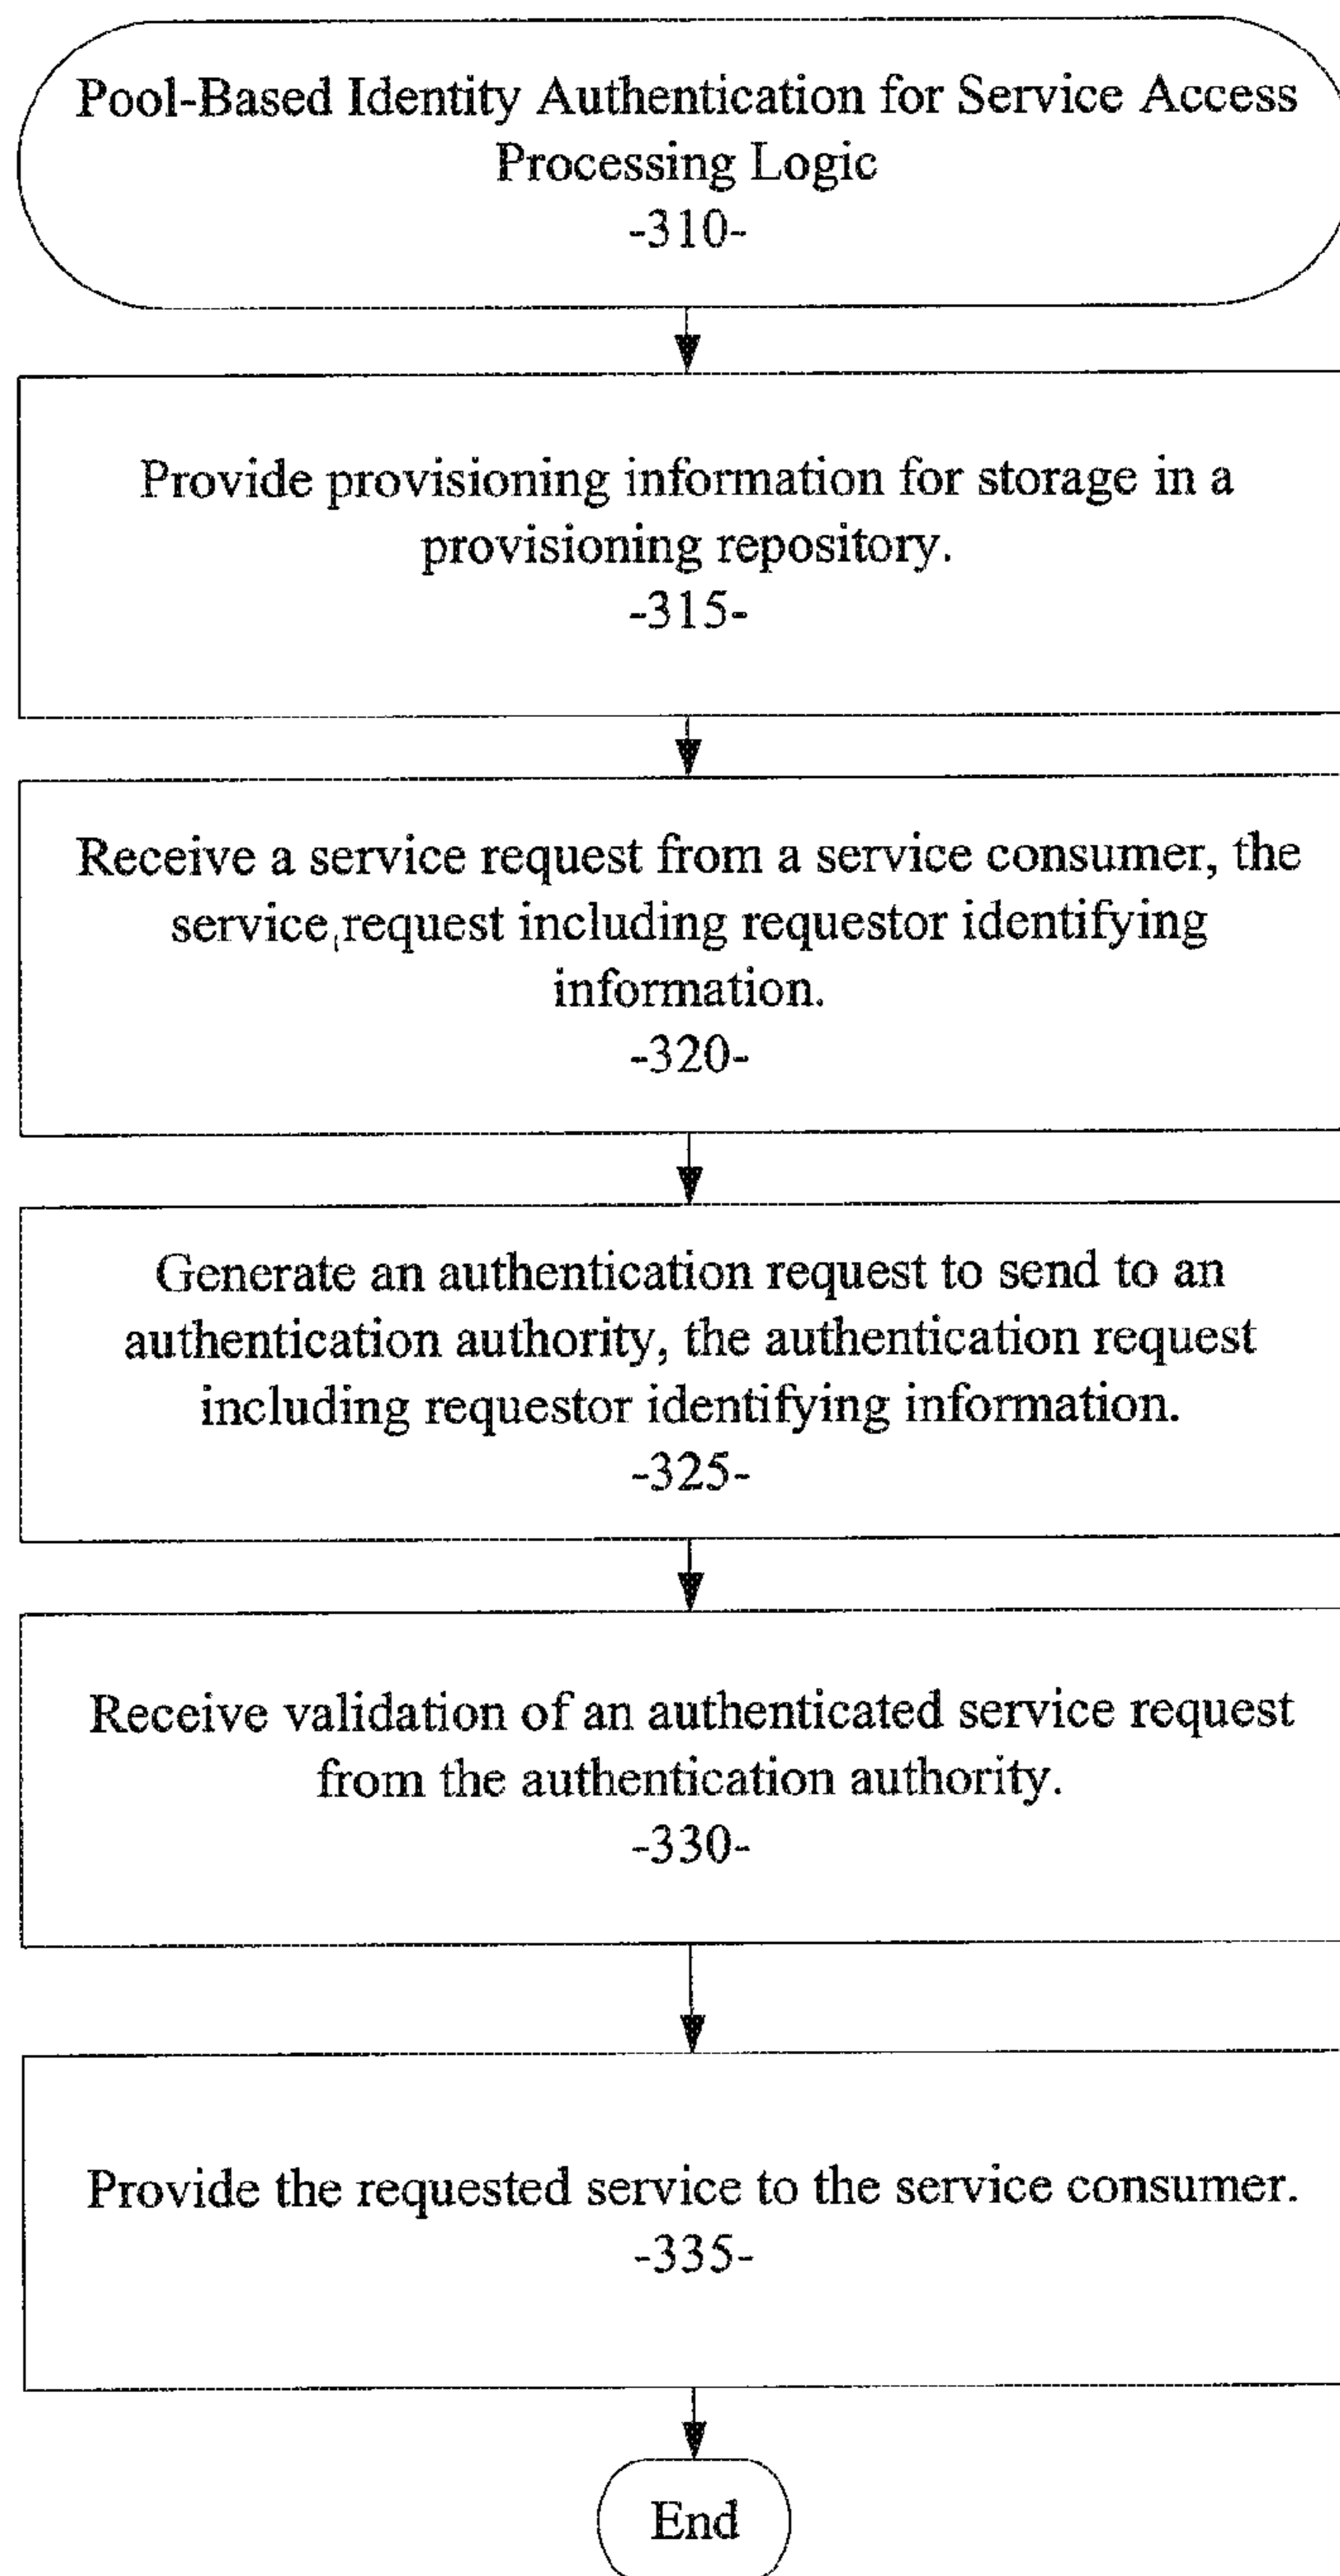 Pool-Based Identity Authentication for Service Access
Processing Logic
-310-
Provide provisioning information for storage in a
provisioning repository.
-315-
Receive a service request from a service consumer, the
service request including requestor identifying
information.
-320-
Generate an authentication request to send to an
authentication authority, the authentication request
including requestor identifying information.
-325-
Receive validation of an authenticated service request
from the authentication authority.
-330-
Provide the requested service to the service consumer.
-335-
End